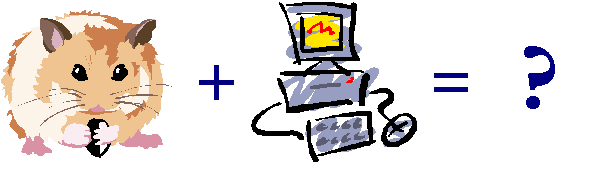 + = ?